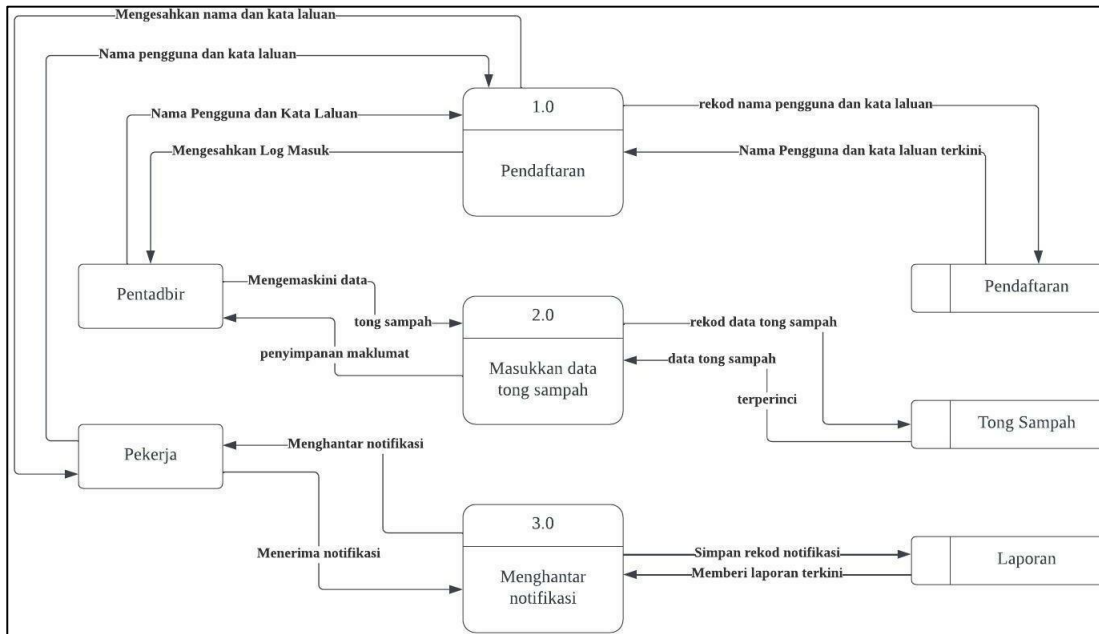 Mengesahkan nama dan kata laluan
Nama pengguna dan kata laluan
Nama Pengguna dan Kata Laluan
Mengesahkan Log Masuk
1.0
Pendaftaran
rekod nama pengguna dan kata laluan
Nama Pengguna dan kata laluan terkini
Pentadbir
Mengemaskini data
tong sampah
penyimpanan maklumat
2.0
Masukkan data
tong sampah
rekod data tong sampah
data tong sampah
terperinci
Pendaftaran
Tong Sampah
Pekerja
Menghantar notifikasi
Menerima notifikasi
3.0
Menghantar
notifikasi
Simpan rekod notifikasi
Memberi laporan terkini
Laporan